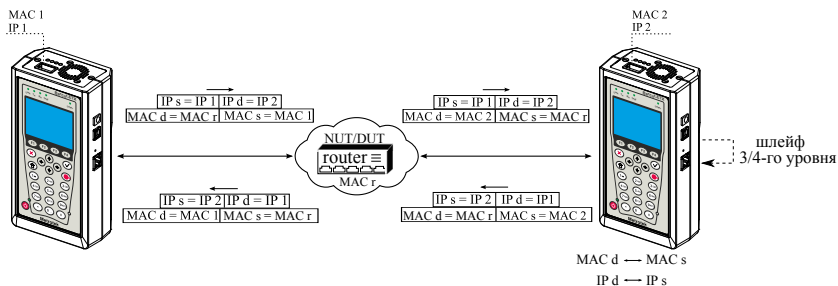 MAC 1
IP 1
MAC 2
IP 2
IP s = IP 1 IP d = IP 2
MAC d = MAC r MAC s = MAC 1
IP s = IP 1 IP d = IP 2
MAC d = MAC 2 MAC s = MAC r
NUT/DUT
router
MAC r
шлейф
3/4-го уровня
IP s = IP 2 IP d = IP 1
MAC d = MAC 1 MAC s = MAC r
IP s = IP 2 IP d = IP1
MAC d = MAC r MAC s = MAC 2
MAC d ↔ MAC s
IP d ↔ IP s